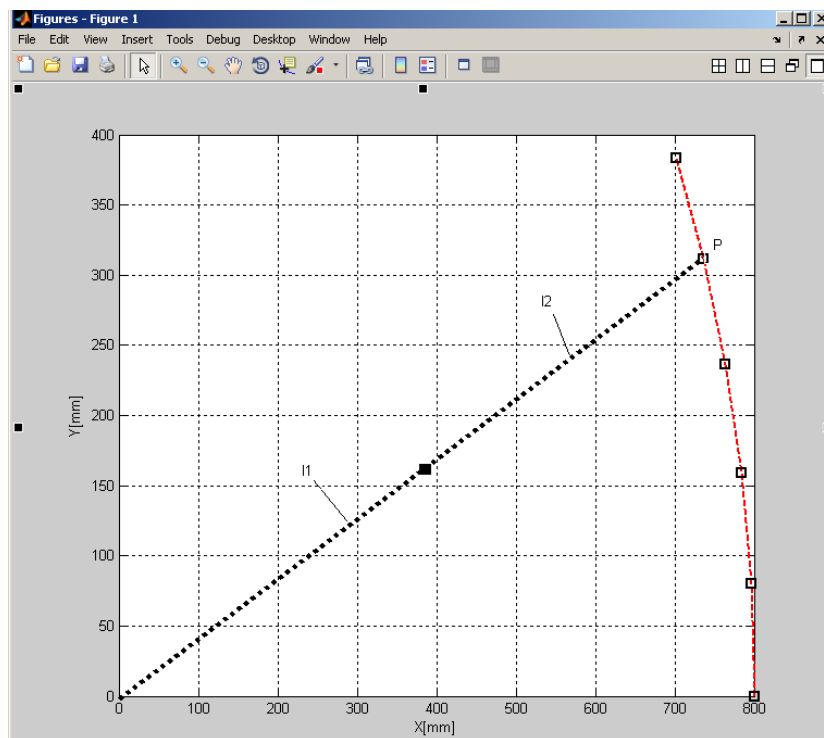 Figures - Figure 1
File Edit View Insert Tools Debug Desktop Window Help
400
350
300
250
200
150
100
50
0
Y[mm]
P
l2
l1
0 100 200 300 400 500 600 700 800
X[mm]